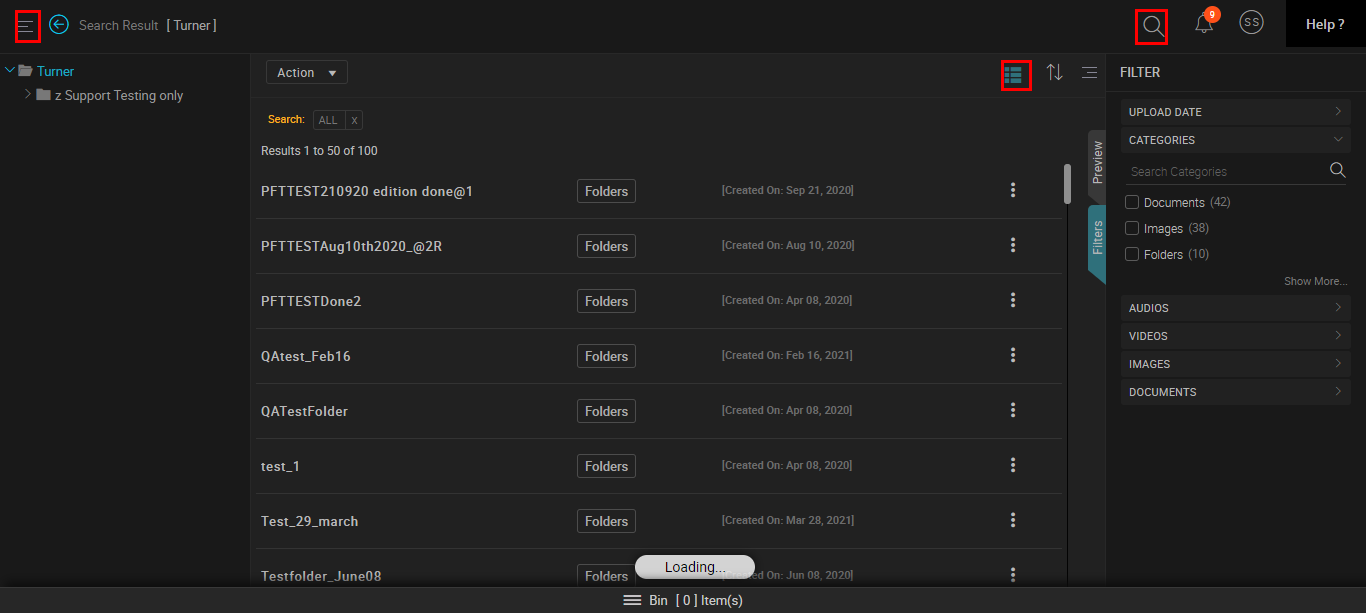 Search Result [ Turner ]
9
SS
Help ?
Turner
z Support Testing only
Action
Search: ALL x
Results 1 to 50 of 100
PFTTEST210920 edition done@1 Folders [Created On: Sep 21, 2020]
PFTTESTAug10th2020_@2R Folders [Created On: Aug 10, 2020]
PFTTESTDone2 Folders [Created On: Apr 08, 2020]
QAtest_Feb16 Folders [Created On: Feb 16, 2021]
QATestFolder Folders [Created On: Apr 08, 2020]
test_1 Folders [Created On: Apr 08, 2020]
Test_29_march Folders [Created On: Mar 28, 2021]
Testfolder_June08 Folders [Created On: Jun 08, 2020]
Loading...
Preview
Filters
FILTER
UPLOAD DATE
CATEGORIES
Search Categories
Documents (42)
Images (38)
Folders (10)
Show More...
AUDIOS
VIDEOS
IMAGES
DOCUMENTS
Bin [ 0 ] Item(s)